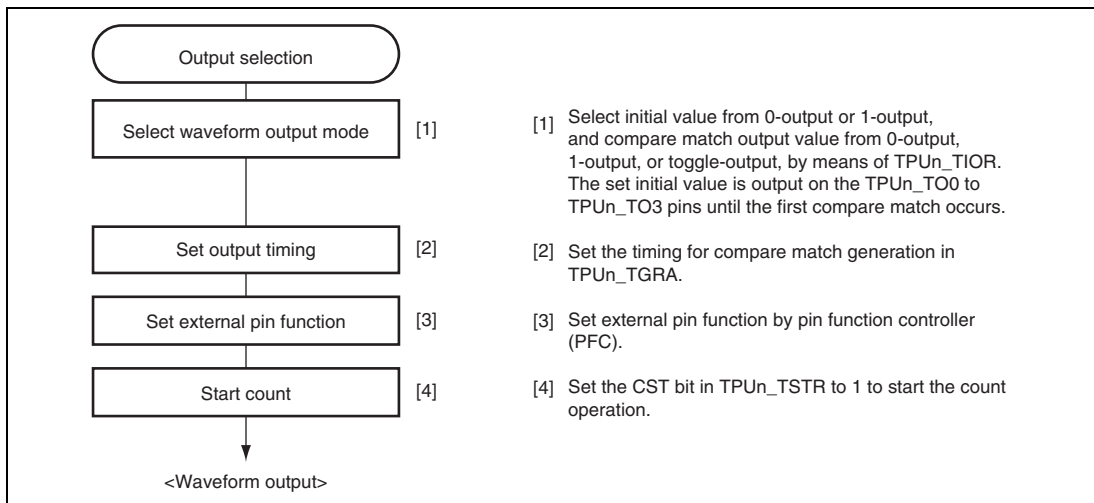 Output selection
Select waveform output mode
[1]
[1] Select initial value from 0-output or 1-output,
and compare match output value from 0-output,
1-output, or toggle-output, by means of TPUn_TIOR.
The set initial value is output on the TPUn_TO0 to
TPUn_TO3 pins until the first compare match occurs.
Set output timing
[2]
[2] Set the timing for compare match generation in
TPUn_TGRA.
Set external pin function
[3]
[3] Set external pin function by pin function controller
(PFC).
Start count
[4]
[4] Set the CST bit in TPUn_TSTR to 1 to start the count
operation.
<Waveform output>